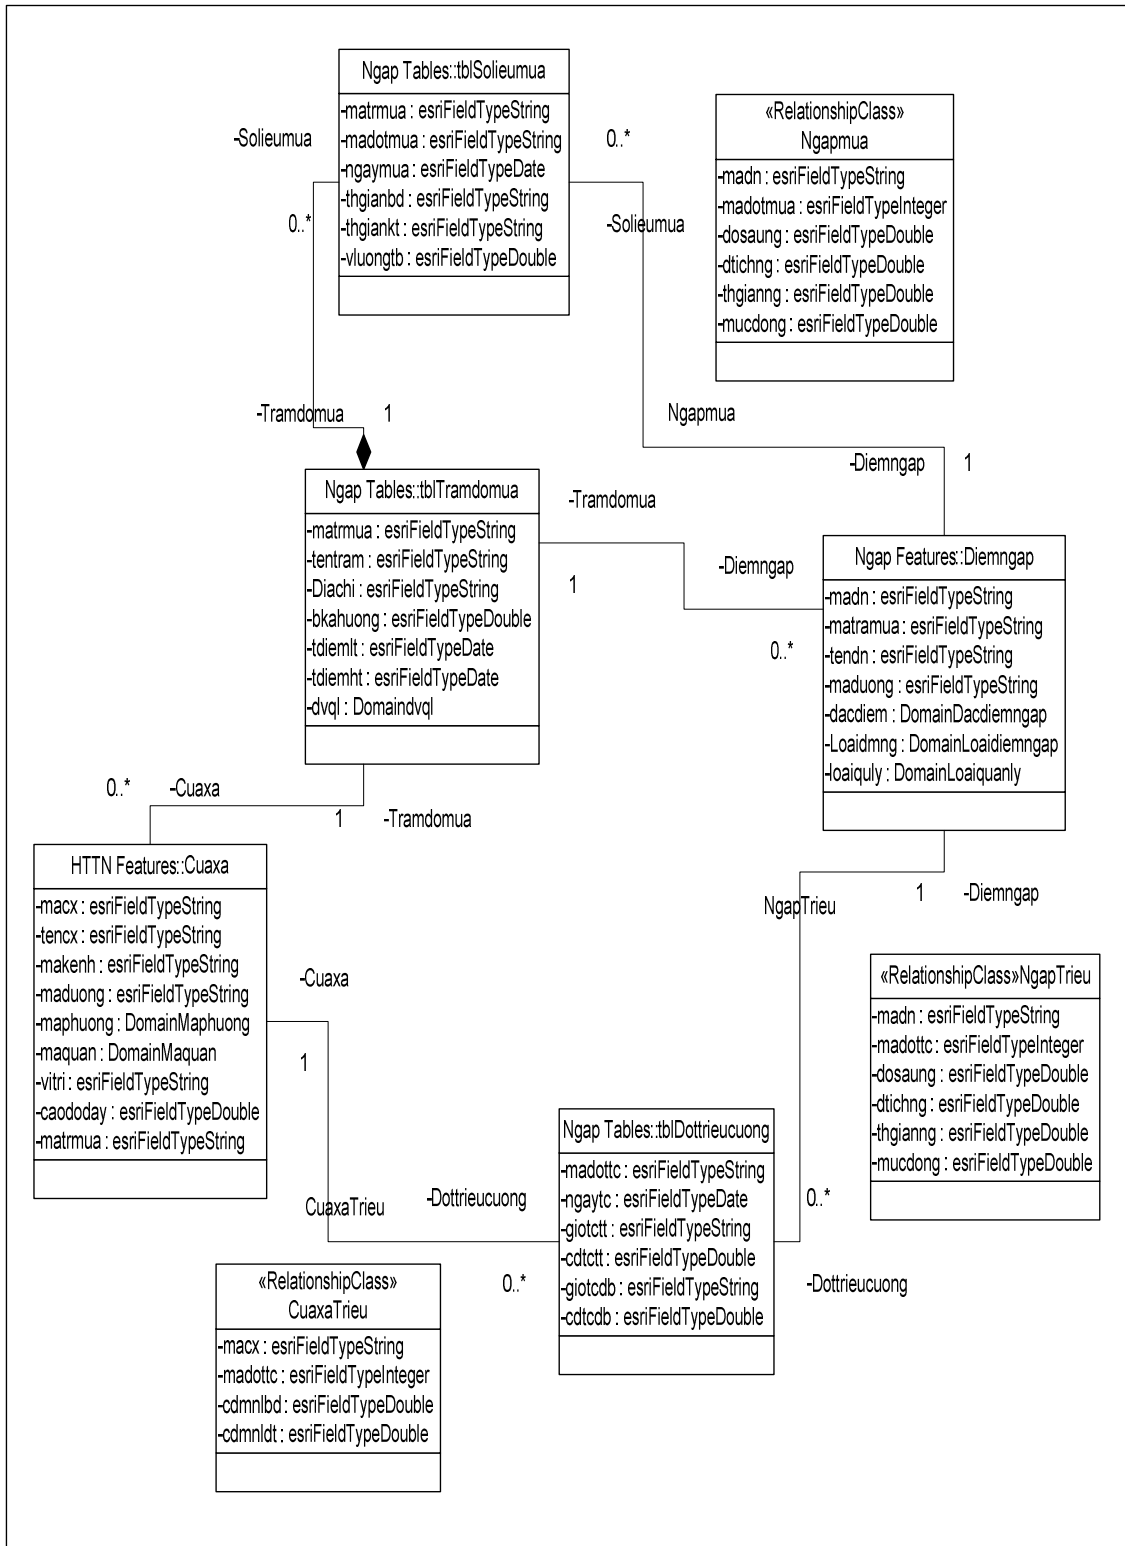 Ngap Tables::tblSolieumua
-matrmua : esriFieldTypeString
-madotmua : esriFieldTypeString
-ngaymua : esriFieldTypeDate
-thgianbd : esriFieldTypeString
-thgiankt : esriFieldTypeString
-vluongtb : esriFieldTypeDouble
-Solieumua
0..*
0..*
-Solieumua
«RelationshipClass»
Ngapmua
-madn : esriFieldTypeString
-madotmua : esriFieldTypeInteger
-dosaung : esriFieldTypeDouble
-dtichng : esriFieldTypeDouble
-thgianng : esriFieldTypeDouble
-mucdong : esriFieldTypeDouble
-Tramdomua
1
Ngapmua
-Diemngap
1
Ngap Tables::tblTramdomua
-matrmua : esriFieldTypeString
-tentram : esriFieldTypeString
-Diachi : esriFieldTypeString
-bkahuong : esriFieldTypeDouble
-tdiemlt : esriFieldTypeDate
-tdiemht : esriFieldTypeDate
-dvql : Domaindvql
-Tramdomua
1
-Diemngap
0..*
Ngap Features::Diemngap
-madn : esriFieldTypeString
-matramua : esriFieldTypeString
-tendn : esriFieldTypeString
-maduong : esriFieldTypeString
-dacdiem : DomainDacdiemngap
-Loaidmng : DomainLoaidiemngap
-loaiquly : DomainLoaiquanly
0..*
-Cuaxa
1
-Tramdomua
HTTN Features::Cuaxa
-macx : esriFieldTypeString
-tencx : esriFieldTypeString
-makenh : esriFieldTypeString
-maduong : esriFieldTypeString
-maphuong : DomainMaphuong
-maquan : DomainMaquan
-vitri : esriFieldTypeString
-caododay : esriFieldTypeDouble
-matrmua : esriFieldTypeString
-Cuaxa
1
NgapTrieu
1
-Diemngap
«RelationshipClass»NgapTrieu
-madn : esriFieldTypeString
-madottc : esriFieldTypeInteger
-dosaung : esriFieldTypeDouble
-dtichng : esriFieldTypeDouble
-thgianng : esriFieldTypeDouble
-mucdong : esriFieldTypeDouble
Ngap Tables::tblDottrieucuong
-madottc : esriFieldTypeString
-ngaytc : esriFieldTypeDate
-giotctt : esriFieldTypeString
-cdtctt : esriFieldTypeDouble
-giotcdb : esriFieldTypeString
-cdtcdb : esriFieldTypeDouble
CuaxaTrieu
-Dottrieucuong
0..*
0..*
-Dottrieucuong
«RelationshipClass»
CuaxaTrieu
-macx : esriFieldTypeString
-madottc : esriFieldTypeInteger
-cdmnlbd : esriFieldTypeDouble
-cdmnldt : esriFieldTypeDouble